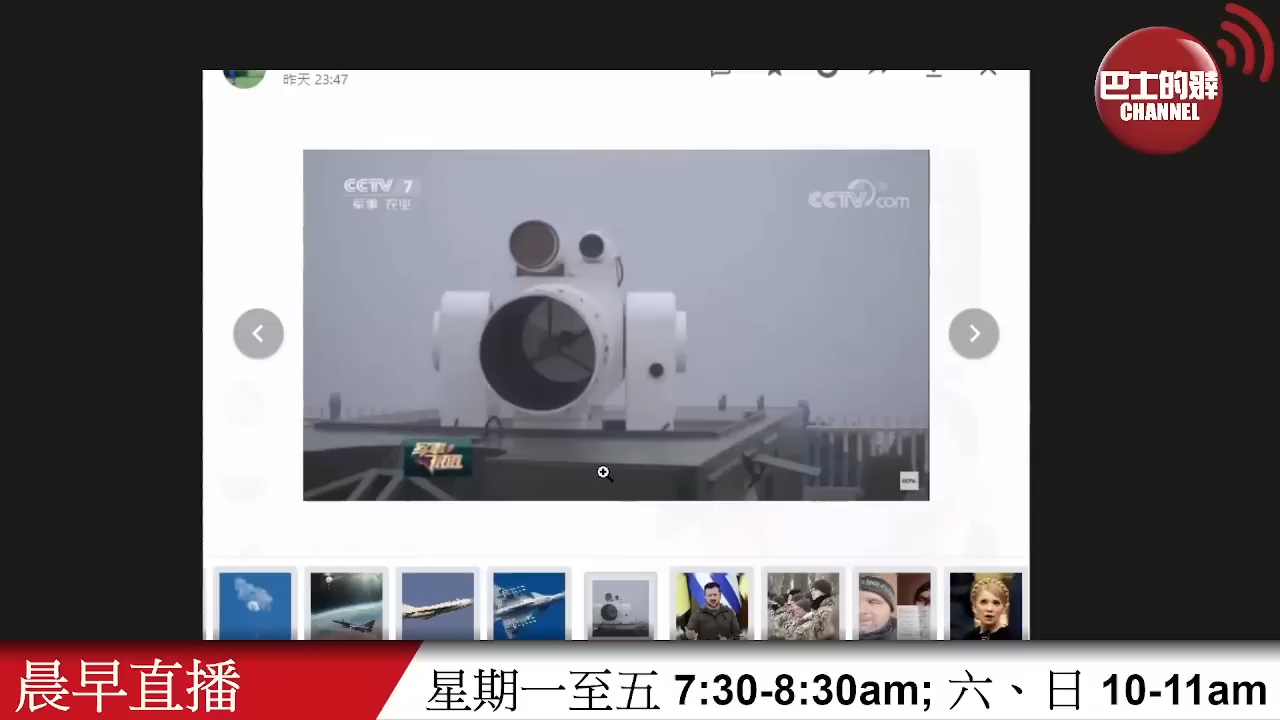 昨天 23:47
巴士的報
CHANNEL
CCTV 7
军事 农业
CCTV com
晨早直播
星期一至五 7:30-8:30am; 六、日 10-11am